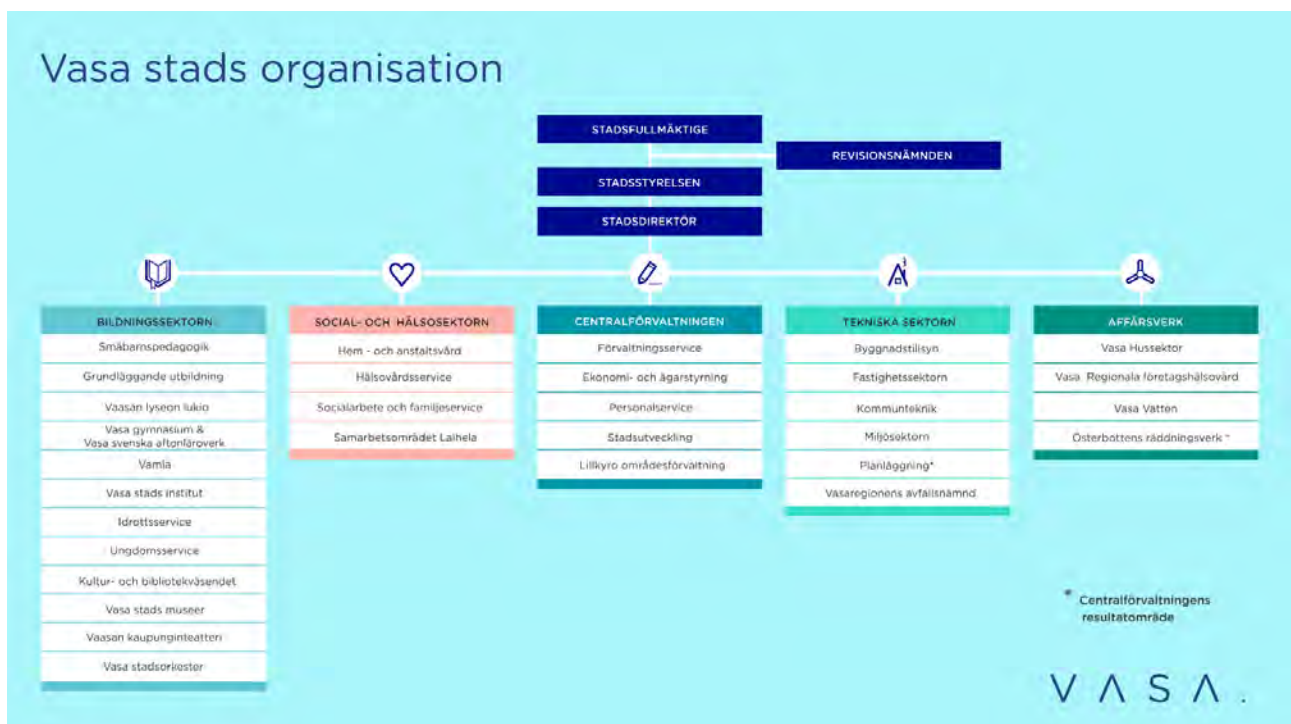 Vasa stads organisation
STADSFULLMÄKTIGE
REVISIONSNÄMNDEN
STADSSTYRELSEN
STADSDIREKTÖR
BILDNINGSSEKTORN
Småbarnspedagogik
Grundläggande utbildning
Vaasan lyseon lukio
Vasa gymnasium &
Vasa svenska aftonläroverk
Vamia
Vasa stads institut
Idrottsservice
Ungdomsservice
Kultur- och biblioteksväsendet
Vasa stads museer
Vaasan kaupunginteatteri
Vasa stadsorkester
SOCIAL- OCH HÄLSOSEKTORN
Hem - och anstaltsvård
Hälsovårdsservice
Socialarbete och familjeservice
Samarbetsområdet Laihela
CENTRALFÖRVALTNINGEN
Förvaltningsservice
Ekonomi- och ägarstyrning
Personalservice
Stadsutveckling
Lillkyro områdesförvaltning
TEKNISKA SEKTORN
Byggnadstillsyn
Fastighetssektorn
Kommunteknik
Miljösektorn
Planläggning*
Vasaregionens avfallsnämnd
AFFÄRSVERK
Vasa Hussektor
Vasa Regionala företagshälsovård
Vasa Vatten
Österbottens räddningsverk *
* Centralförvaltningens
resultatområde
VASA.